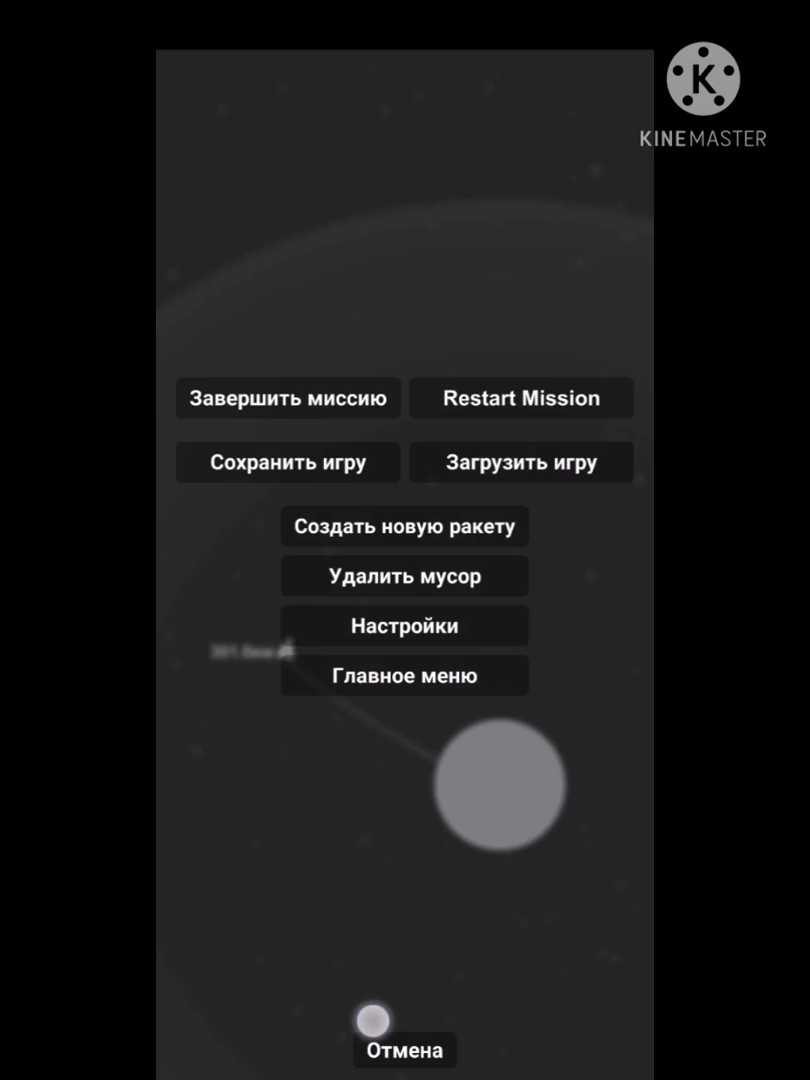 K
KINEMASTER
Завершить миссию Restart Mission
Сохранить игру Загрузить игру
Создать новую ракету
Удалить мусор
Настройки
Главное меню
Отмена